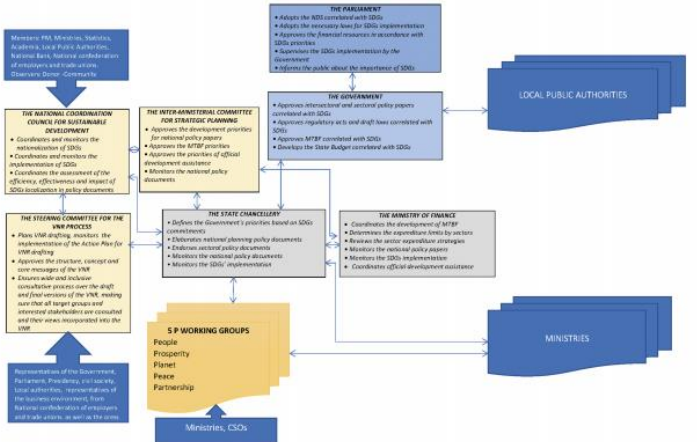 Members: PM, Ministries, Statistics,
Academia, Local Public Authorities,
National Bank, National confederation
of employers and trade unions.
Observers: Donor -Community
THE PARLIAMENT
• Adopts the NDS correlated with SDGs
• Adopts the necessary laws for SDGs implementation
• Approves the financial resources in accordance with
SDGs priorities
• Supervises the SDGs implementation by the
Government
• Informs the public about the importance of SDGs
LOCAL PUBLIC AUTHORITIES
THE NATIONAL COORDINATION
COUNCIL FOR SUSTAINABLE
DEVELOPMENT
• Coordinates and monitors the
nationalization of SDGs
• Coordinates and monitors the
implementation of SDGs
• Coordinates the assessment of the
efficiency, effectiveness and impact of
SDGs localization in policy documents
THE INTER-MINISTERIAL COMMITTEE
FOR STRATEGIC PLANNING
• Approves the development priorities
for national policy papers
• Approves the MTBF priorities
• Approves the priorities of official
development assistance
• Monitors the national policy
documents
THE GOVERNMENT
• Approves intersectoral and sectoral policy papers
correlated with SDGs
• Approves regulatory acts and draft laws correlated with
SDGs
• Approves MTBF correlated with SDGs
• Develops the State Budget correlated with SDGs
THE STEERING COMMITTEE FOR THE
VNR PROCESS
• Plans VNR drafting, monitors the
implementation of the Action Plan for
VNR drafting
• Approves the structure, concept and
core messages of the VNR
• Ensures wide and inclusive
consultative process over the draft
and final versions of the VNR, making
sure that all target groups and
interested stakeholders are consulted
and their views incorporated into the
VNR
THE STATE CHANCELLERY
• Defines the Government's priorities based on SDGs
commitments
• Elaborates national planning policy documents
• Endorses sectoral policy documents
• Monitors the national policy documents
• Monitors the SDGs' implementation
THE MINISTRY OF FINANCE
• Coordinates the development of MTBF
• Determines the expenditure limits by sectors
• Reviews the sector expenditure strategies
• Monitors the national policy papers
• Monitors the SDGs implementation
• Coordinates official development assistance
5 P WORKING GROUPS
People
Prosperity
Planet
Peace
Partnership
MINISTRIES
Representatives of the Government,
Parliament, Presidency, civil society,
Local authorities, representatives of
the business environment, from
National confederation of employers
and trade unions, as well as the
Ministries, CSOs